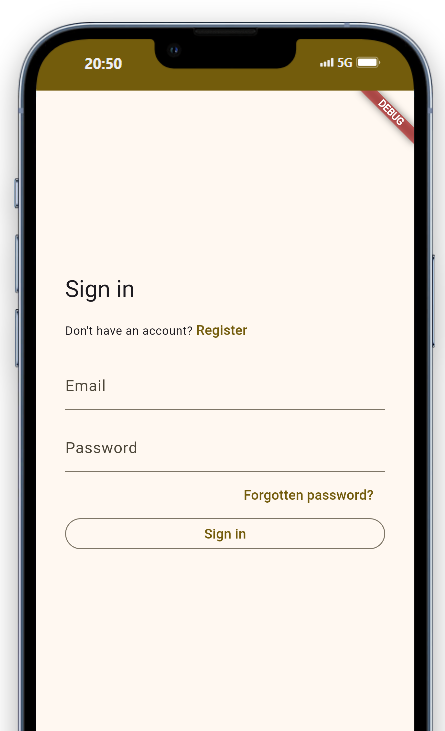 20:50 5G
DEBUG
Sign in
Don't have an account? Register
Email
Password
Forgotten password?
Sign in